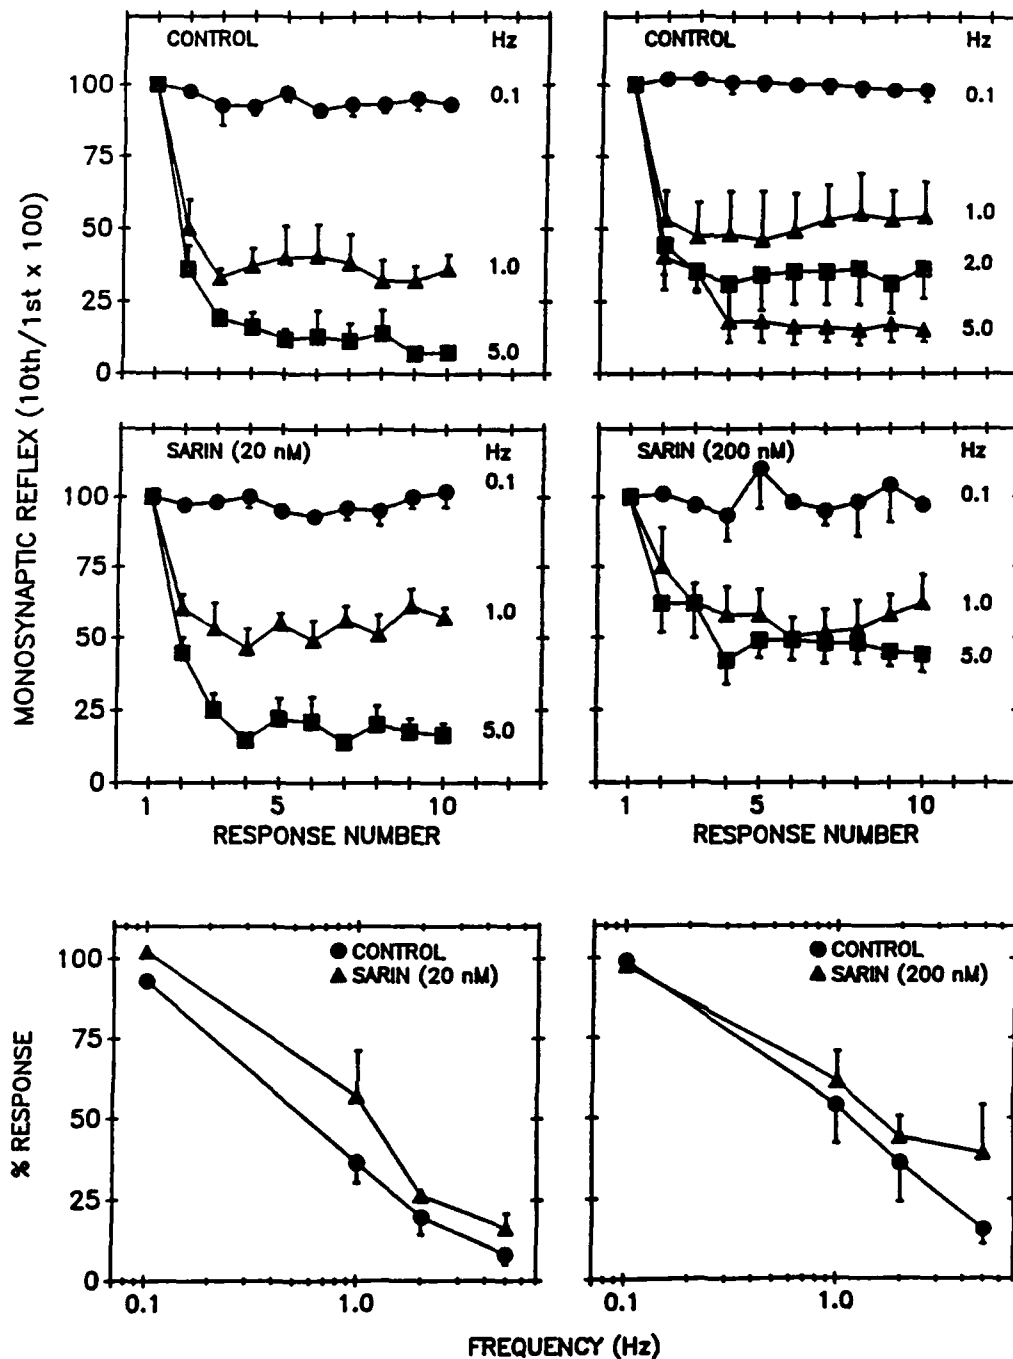 CONTROL Hz
100 0.1
75
50
1.0
25
5.0
0
CONTROL Hz
0.1
1.0
2.0
5.0
MONOSYNAPTIC REFLEX (10th/1st x 100)
SARIN (20 nM) Hz
0.1
100
75
1.0
50
25
5.0
0
1 5 10
RESPONSE NUMBER
SARIN (200 nM) Hz
0.1
1.0
5.0
1 5 10
RESPONSE NUMBER
% RESPONSE
CONTROL
SARIN (20 nM)
100
75
50
25
0
0.1 1.0
CONTROL
SARIN (200 nM)
0.1 1.0
FREQUENCY (Hz)